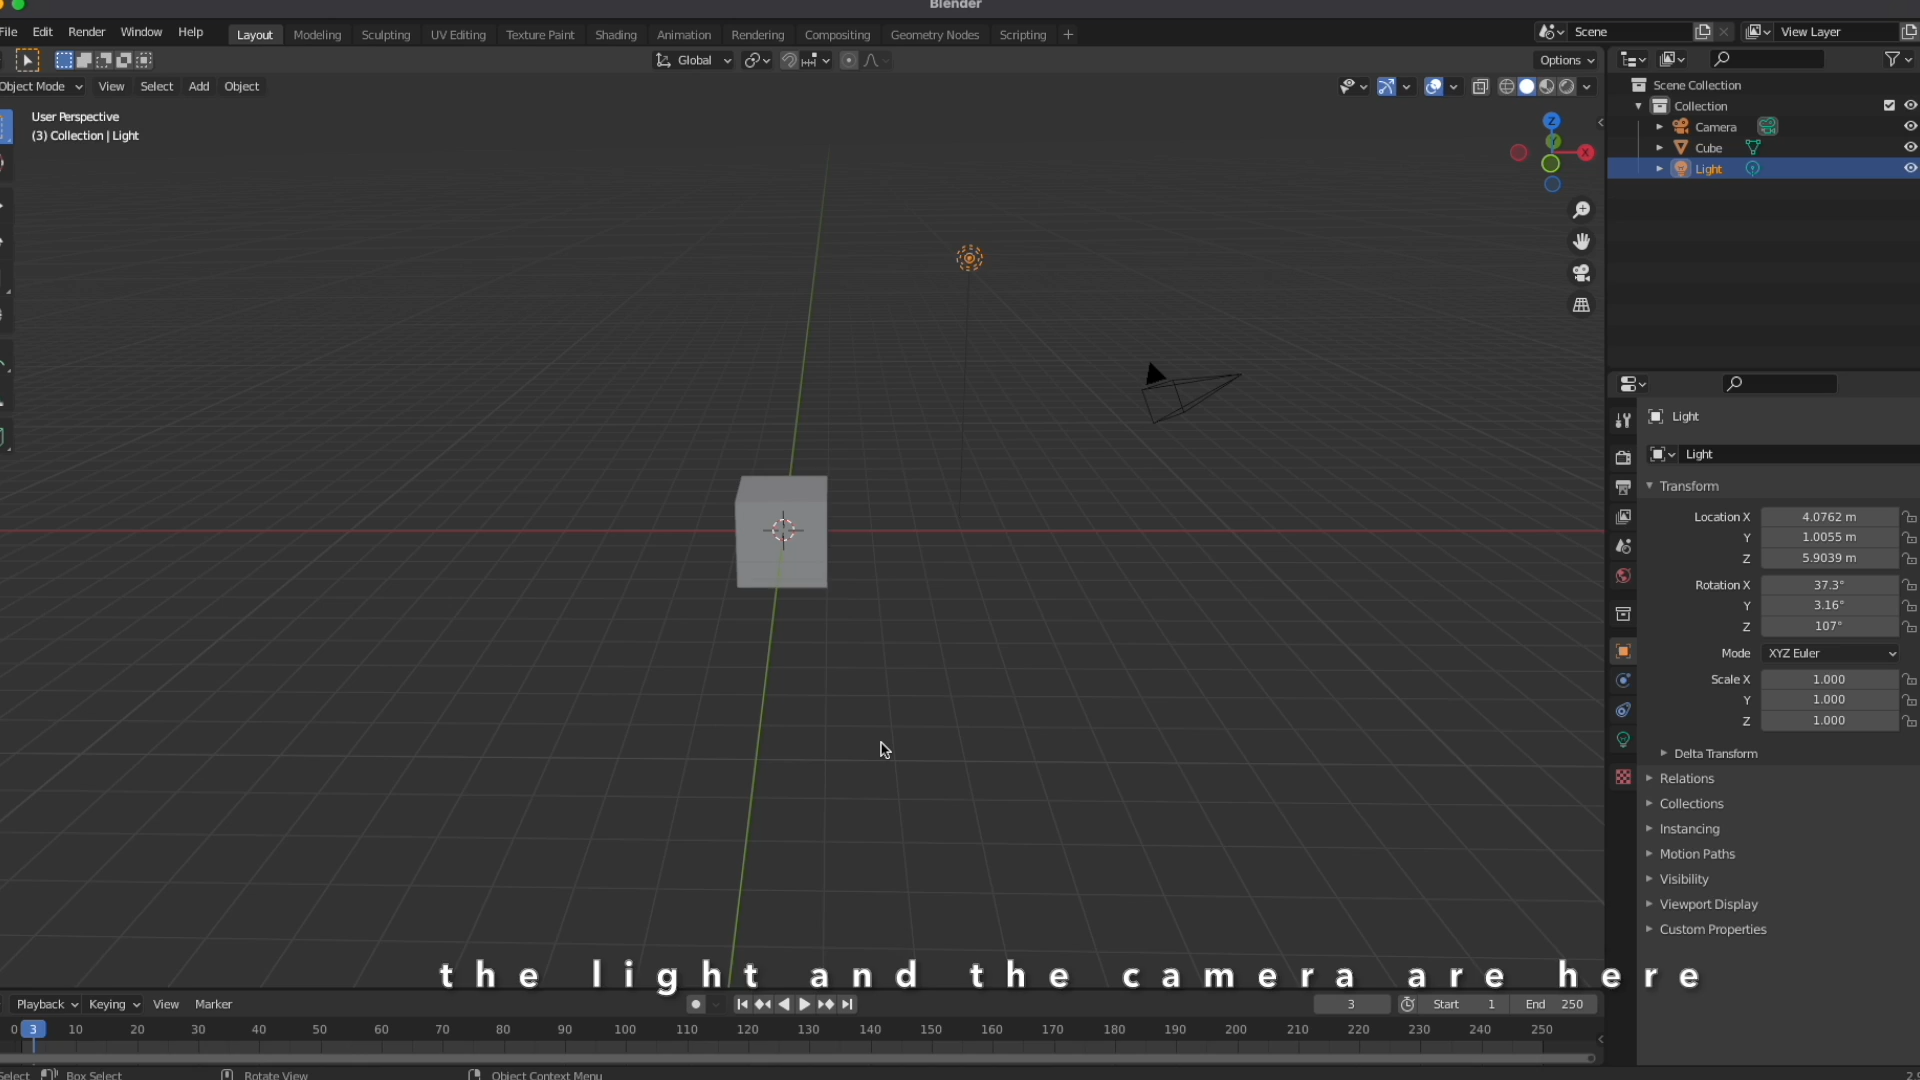 Blender
File Edit Render Window Help Layout Modeling Sculpting UV Editing Texture Paint Shading Animation Rendering Compositing Geometry Nodes Scripting + Scene View Layer
Global Options
Object Mode View Select Add Object
Scene Collection
Collection
Camera
Cube
Light
User Perspective
(3) Collection | Light
Z
Y
X
Light
Light
Transform
Location X 4.0762 m
Y 1.0055 m
Z 5.9039 m
Rotation X 37.3°
Y 3.16°
Z 107°
Mode XYZ Euler
Scale X 1.000
Y 1.000
Z 1.000
Delta Transform
Relations
Collections
Instancing
Motion Paths
Visibility
Viewport Display
Custom Properties
the light and the camera are here
Playback Keying View Marker 3 Start 1 End 250
0 3 10 20 30 40 50 60 70 80 90 100 110 120 130 140 150 160 170 180 190 200 210 220 230 240 250
Select Box Select Rotate View Object Context Menu